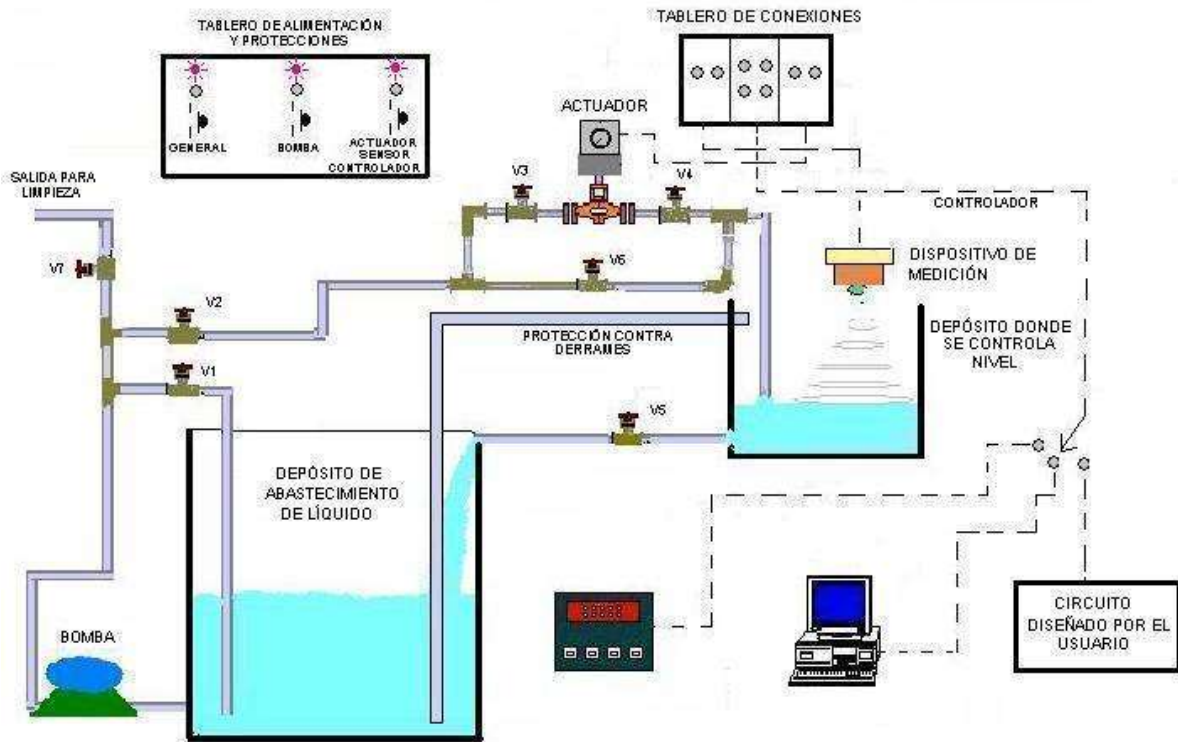 TABLERO DE ALIMENTACIÓN
Y PROTECCIONES
GENERAL
BOMBA
ACTUADOR
SENSOR
CONTROLADOR
TABLERO DE CONEXIONES
ACTUADOR
SALIDA PARA
LIMPIEZA
V3
V4
CONTROLADOR
V7
V6
DISPOSITIVO DE
MEDICIÓN
V2
PROTECCIÓN CONTRA
DERRAMES
DEPÓSITO DONDE
SE CONTROLA
NIVEL
V1
V5
DEPÓSITO DE
ABASTECIMIENTO
DE LÍQUIDO
BOMBA
CIRCUITO
DISEÑADO POR EL
USUARIO